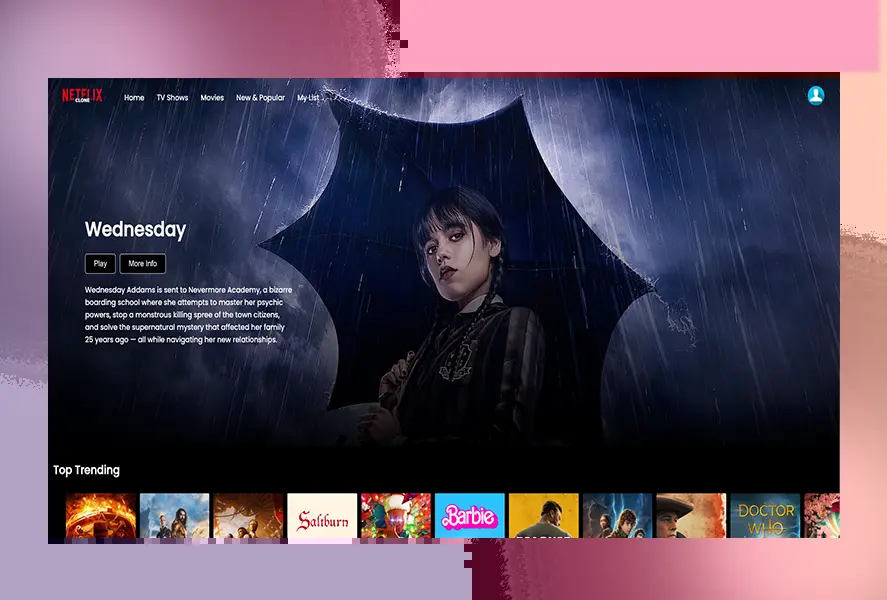 NETFLIX
CLONE
Home TV Shows Movies New & Popular My List
Wednesday
Play More Info
Wednesday Addams is sent to Nevermore Academy, a bizarre
boarding school where she attempts to master her psychic
powers, stop a monstrous killing spree of the town citizens,
and solve the supernatural mystery that affected her family
25 years ago — all while navigating her new relationships.
Top Trending
Saltburn
Barbie
DOCTOR
WHO